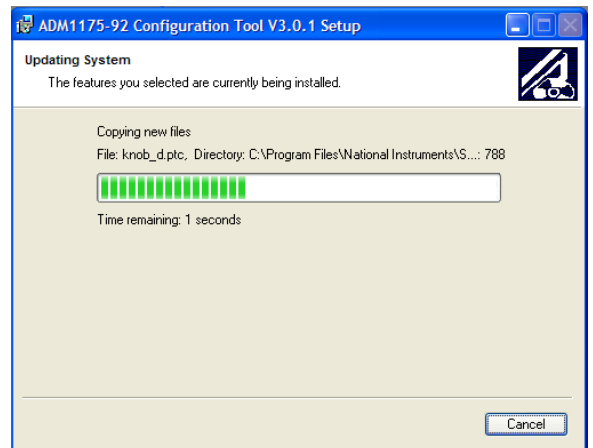 ADM1175-92 Configuration Tool V3.0.1 Setup
Updating System
The features you selected are currently being installed.
Copying new files
File: knob_d.ptc, Directory: C:\Program Files\National Instruments\S...: 788
Time remaining: 1 seconds
Cancel